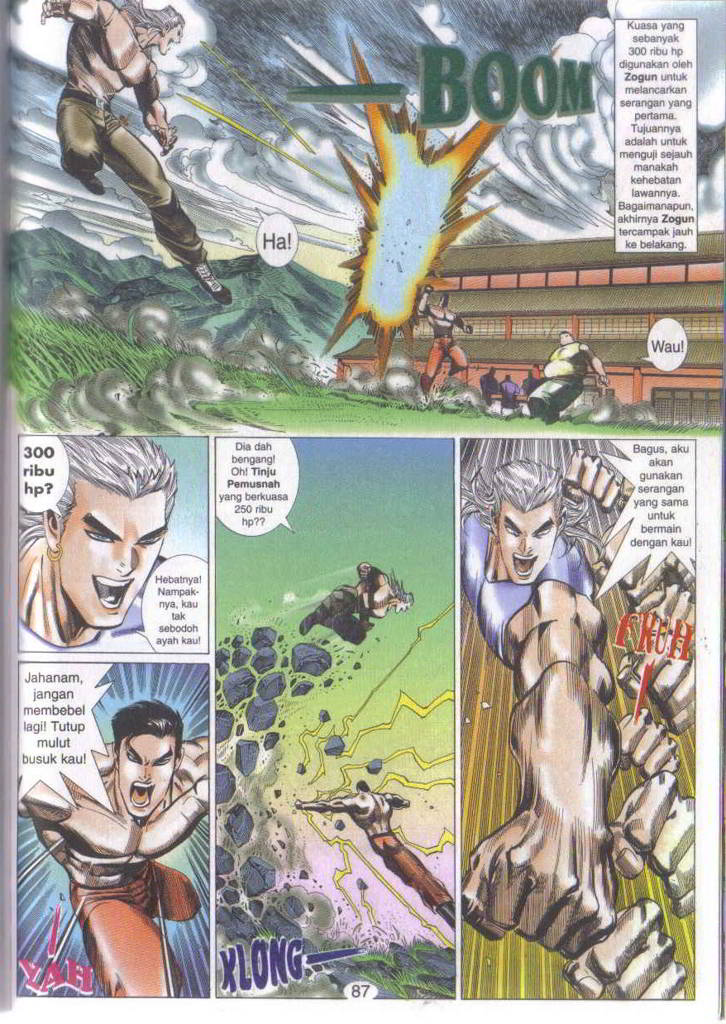 BOOM
Kuasa yang
sebanyak
300 ribu hp
digunakan oleh
Zogun untuk
melancarkan
serangan yang
pertama.
Tujuannya
adalah untuk
menguji sejauh
manakah
kehebatan
lawannya.
Bagaimanapun,
akhirnya Zogun
tercampak jauh
ke belakang.
Ha!
Wau!
300
ribu
hp?
Hebatnya!
Nampak-
nya, kau
tak
sebodoh
ayah kau!
Jahanam,
jangan
membebel
lagi! Tutup
mulut
busuk kau!
YAH
Dia dah
bengang!
Oh! Tinju
Pemusnah
yang berkuasa
250 ribu
hp??
XLONG
Bagus, aku
akan
gunakan
serangan
yang sama
untuk
bermain
dengan kau!
FRUH
87